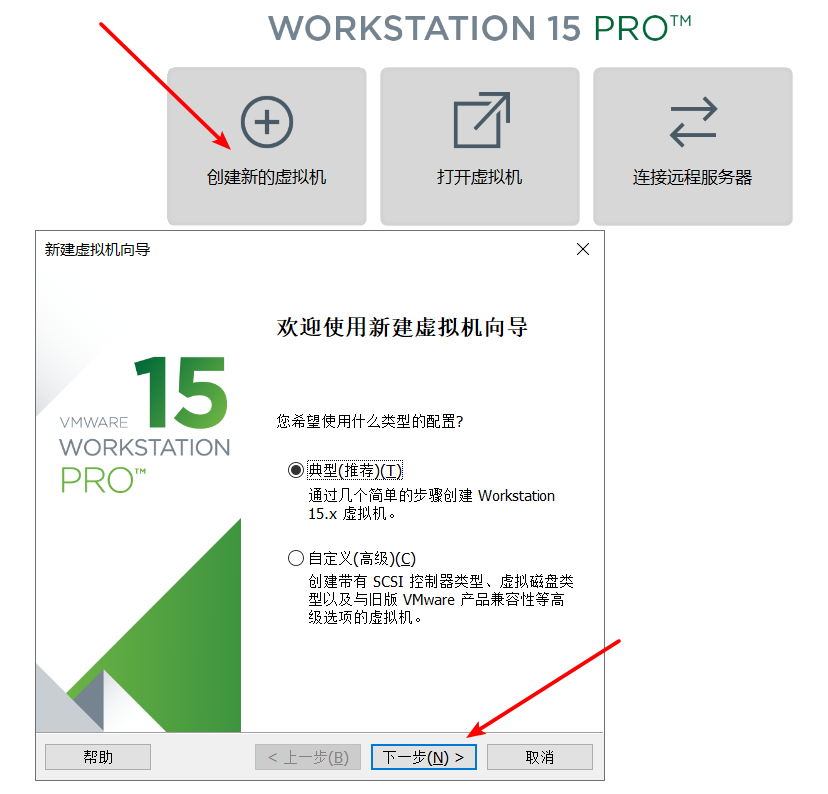 WORKSTATION 15 PRO™
创建新的虚拟机
打开虚拟机
连接远程服务器
新建虚拟机向导
欢迎使用新建虚拟机向导
15
VMWARE
WORKSTATION
PRO™
您希望使用什么类型的配置?
典型(推荐)(T)
通过几个简单的步骤创建 Workstation
15.x 虚拟机。
自定义(高级)(C)
创建带有 SCSI 控制器类型、虚拟磁盘类
型以及与旧版 VMware 产品兼容性等高
级选项的虚拟机。
帮助
< 上一步(B)
下一步(N) >
取消